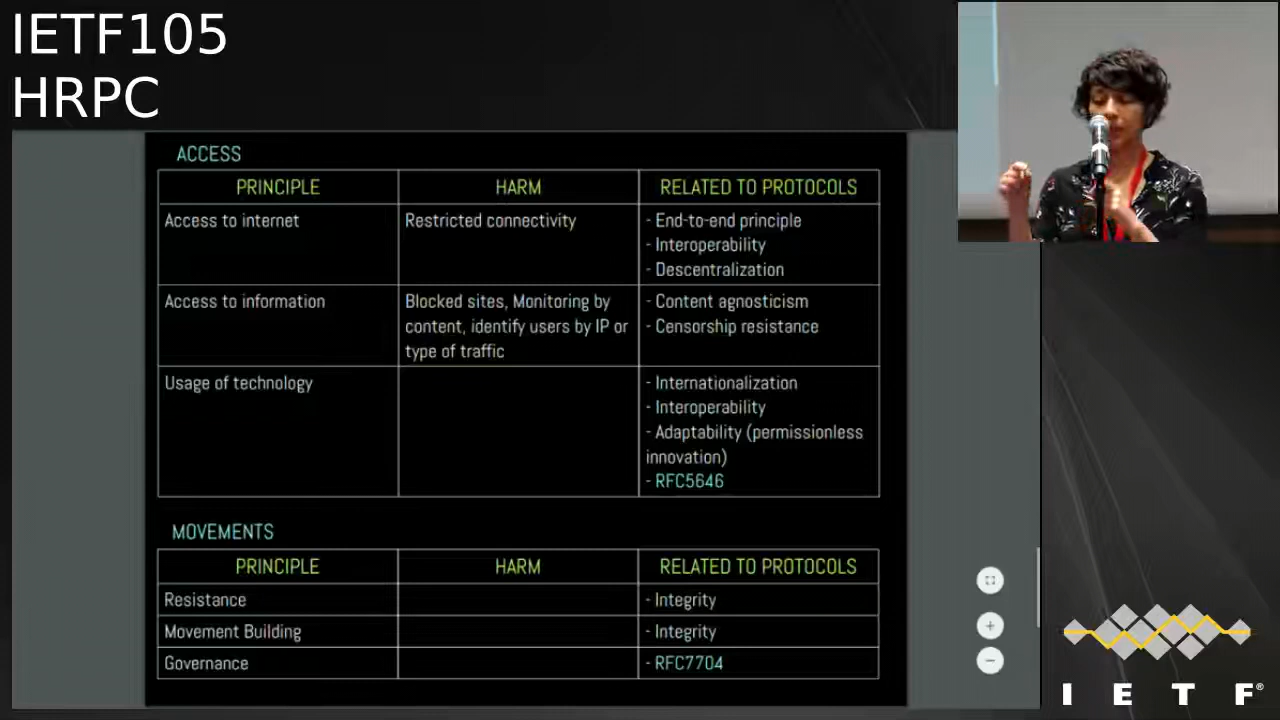 IETF105
HRPC
ACCESS
PRINCIPLE HARM RELATED TO PROTOCOLS
Access to internet Restricted connectivity - End-to-end principle
- Interoperability
- Descentralization
Access to information Blocked sites, Monitoring by - Content agnosticism
content, identify users by IP or - Censorship resistance
type of traffic
Usage of technology - Internationalization
- Interoperability
- Adaptability (permissionless
innovation)
- RFC5646
MOVEMENTS
PRINCIPLE HARM RELATED TO PROTOCOLS
Resistance - Integrity
Movement Building - Integrity
Governance - RFC7704
I E T F®